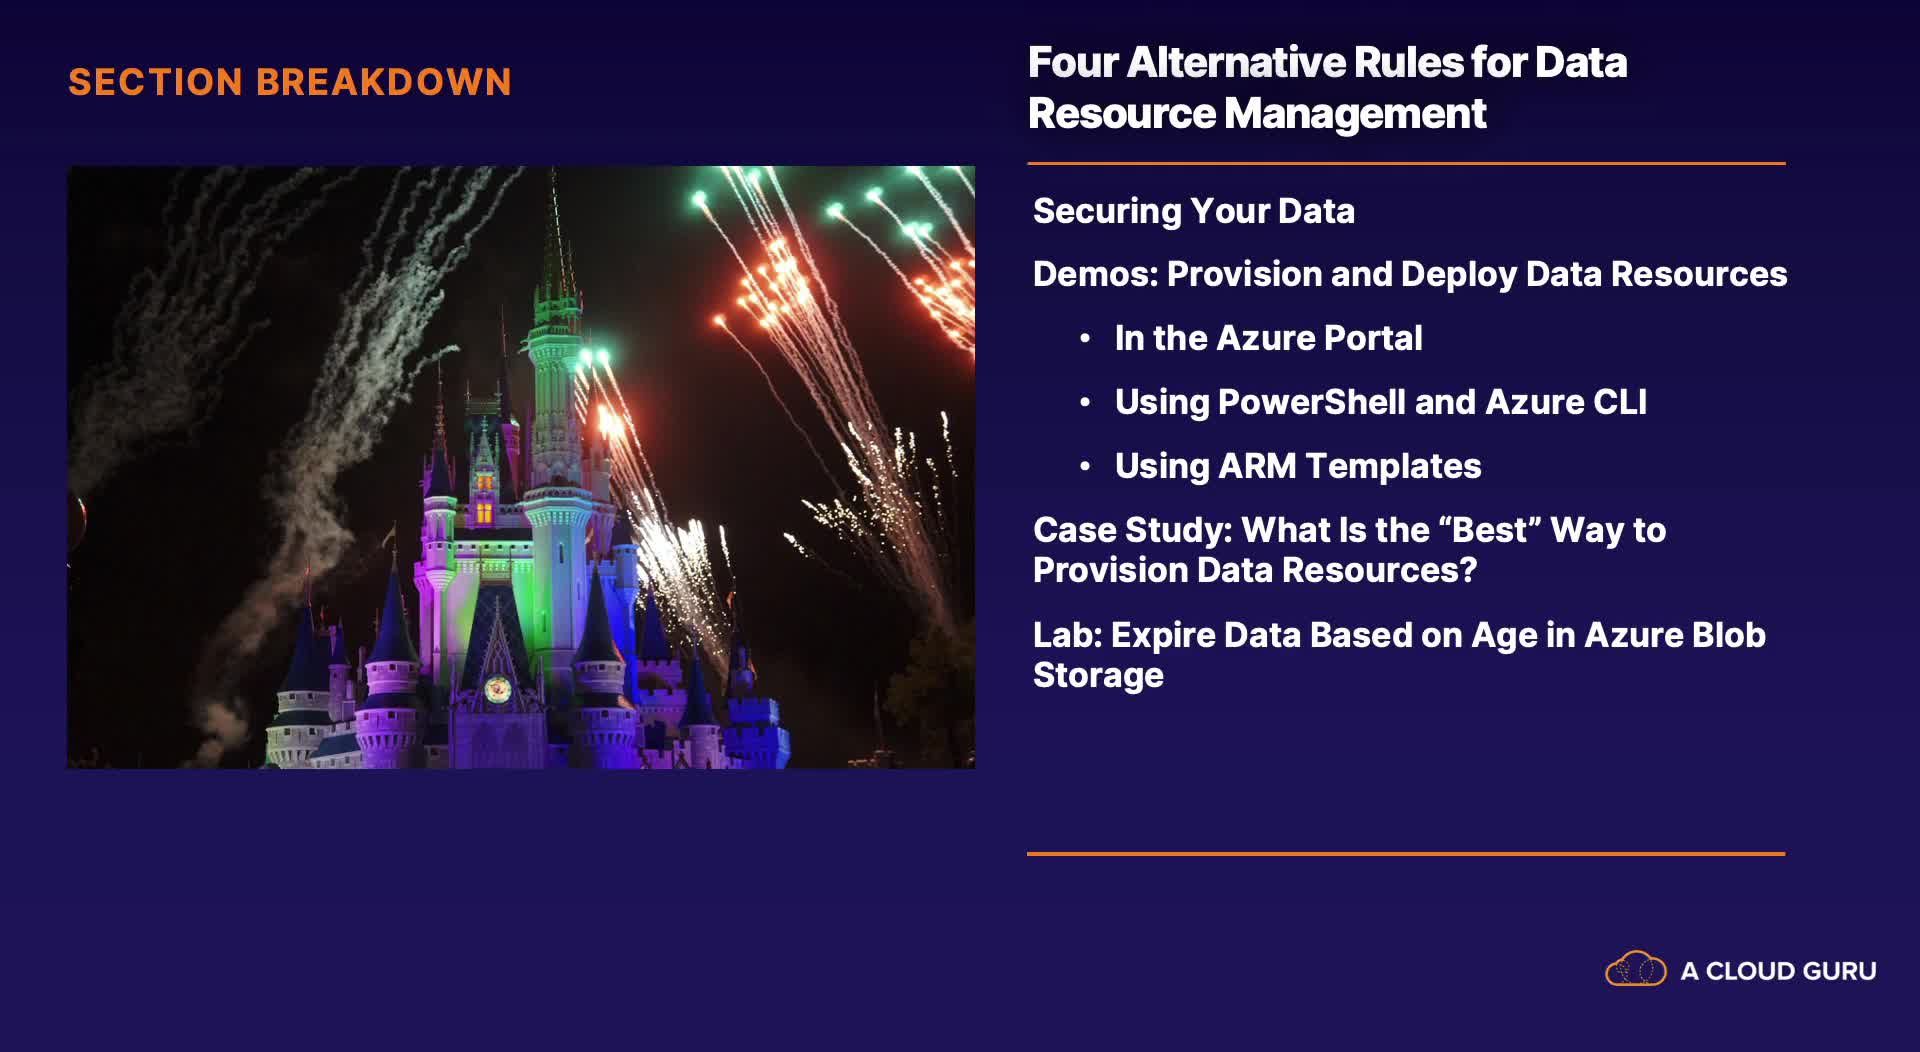 SECTION BREAKDOWN
Four Alternative Rules for Data
Resource Management
Securing Your Data
Demos: Provision and Deploy Data Resources
• In the Azure Portal
• Using PowerShell and Azure CLI
• Using ARM Templates
Case Study: What Is the “Best” Way to
Provision Data Resources?
Lab: Expire Data Based on Age in Azure Blob
Storage
A CLOUD GURU